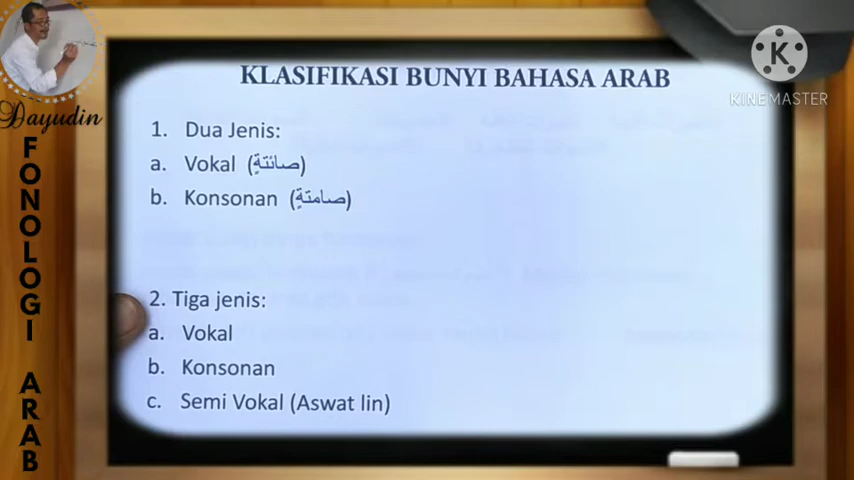 KLASIFIKASI BUNYI BAHASA ARAB
1. Dua Jenis:
a. Vokal (صائتةٍ)
b. Konsonan (صامتةٍ)
2. Tiga jenis:
a. Vokal
b. Konsonan
c. Semi Vokal (Aswat lin)
Dayudin
FONOLOGI ARAB
K
KINEMASTER